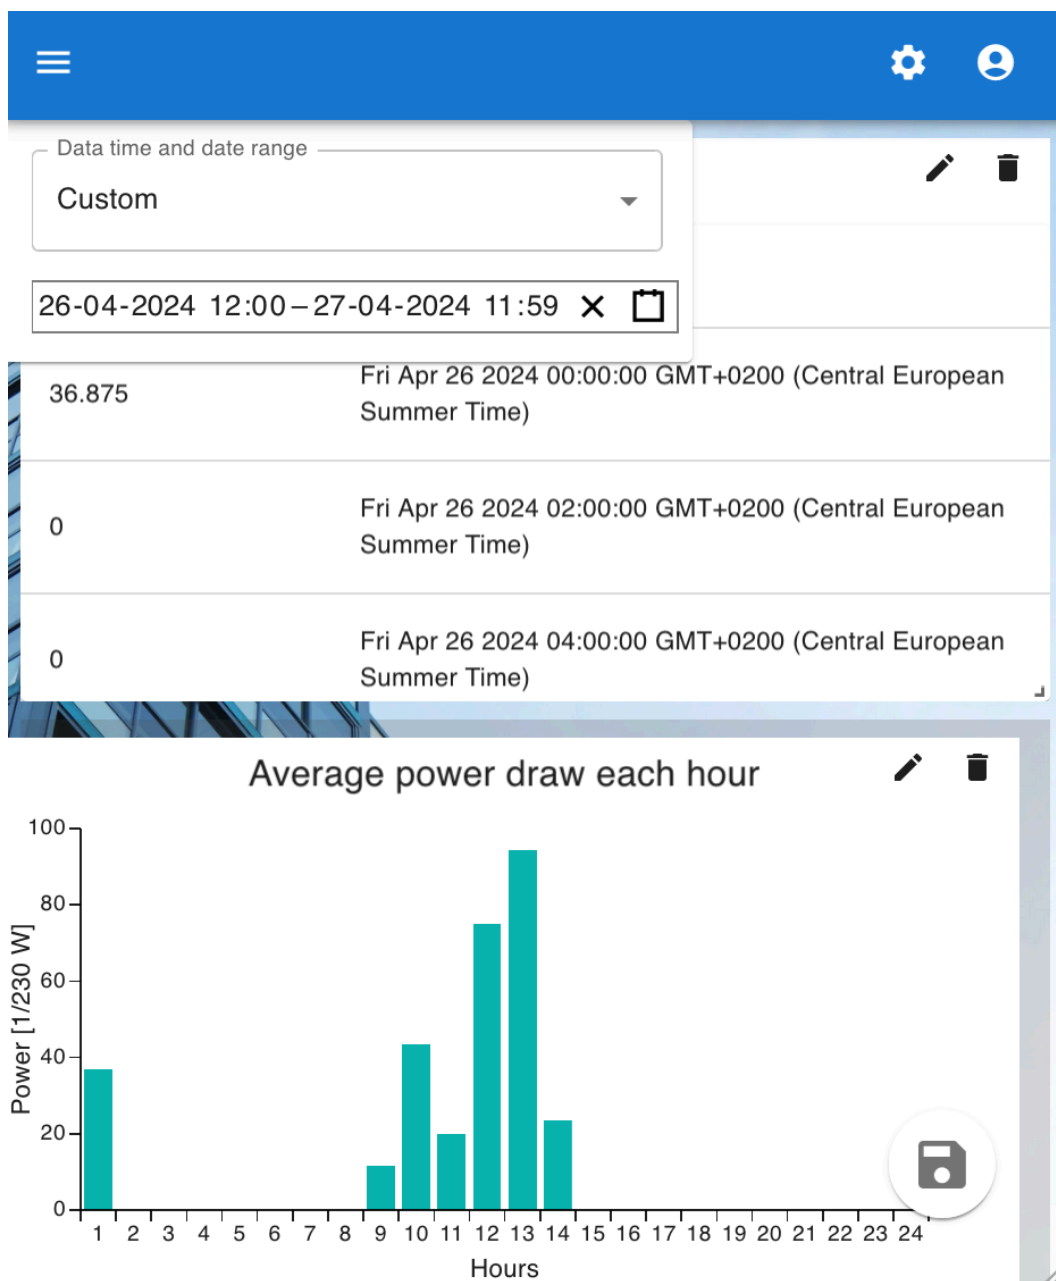 Data time and date range
Custom
26-04-2024 12:00 – 27-04-2024 11:59
36.875
Fri Apr 26 2024 00:00:00 GMT+0200 (Central European
Summer Time)
0
Fri Apr 26 2024 02:00:00 GMT+0200 (Central European
Summer Time)
0
Fri Apr 26 2024 04:00:00 GMT+0200 (Central European
Summer Time)
Average power draw each hour
100
80
60
40
20
0
Power [1/230 W]
1 2 3 4 5 6 7 8 9 10 11 12 13 14 15 16 17 18 19 20 21 22 23 24
Hours